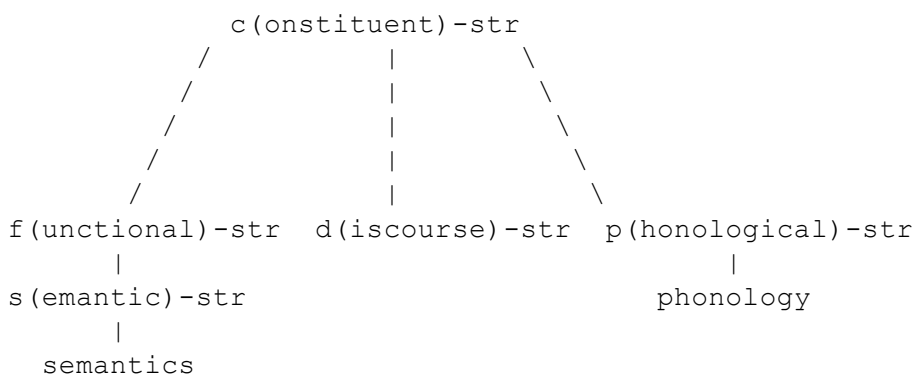 c(onstituent)-str
f(unctional)-str d(iscourse)-str p(honological)-str
s(emantic)-str phonology
semantics